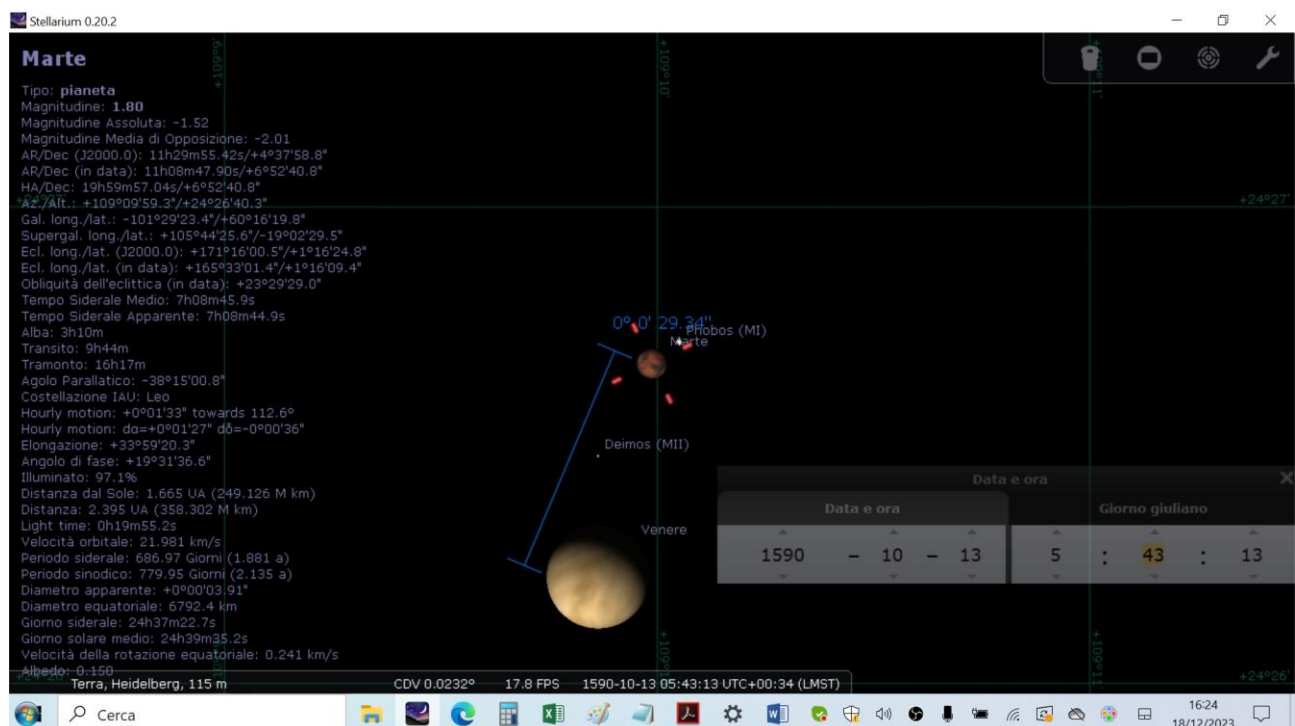 Stellarium 0.20.2
Marte
Tipo: pianeta
Magnitudine: 1.80
Magnitudine Assoluta: -1.52
Magnitudine Media di Opposizione: -2.01
AR/Dec (J2000.0): 11h29m55.42s/+4°37'58.8"
AR/Dec (in data): 11h08m47.90s/+6°52'40.8"
HA/Dec: 19h59m57.04s/+6°52'40.8"
Az./Alt.: +109°09'59.3"/+24°26'40.3"
Gal. long./lat.: -101°29'23.4"/+60°16'19.8"
Supergal. long./lat.: +105°44'25.6"/-19°02'29.5"
Ecl. long./lat. (J2000.0): +171°16'00.5"/+1°16'24.8"
Ecl. long./lat. (in data): +165°33'01.4"/+1°16'09.4"
Obliquità dell'eclittica (in data): +23°29'29.0"
Tempo Siderale Medio: 7h08m45.9s
Tempo Siderale Apparente: 7h08m44.9s
Alba: 3h10m
Transito: 9h44m
Tramonto: 16h17m
Agolo Parallatico: -38°15'00.8"
Costellazione IAU: Leo
Hourly motion: +0°01'33" towards 112.6°
Hourly motion: dα=+0°01'27" dδ=-0°00'36"
Elongazione: +33°59'20.3"
Angolo di fase: +19°31'36.6"
Illuminato: 97.1%
Distanza dal Sole: 1.665 UA (249.126 M km)
Distanza: 2.395 UA (358.302 M km)
Light time: 0h19m55.2s
Velocità orbitale: 21.981 km/s
Periodo siderale: 686.97 Giorni (1.881 a)
Periodo sinodico: 779.95 Giorni (2.135 a)
Diametro apparente: +0°00'03.91"
Diametro equatoriale: 6792.4 km
Giorno siderale: 24h37m22.7s
Giorno solare medio: 24h39m35.2s
Velocità della rotazione equatoriale: 0.241 km/s
Albedo: 0.150
+109°9'
+109°10'
+109°11'
+24°27'
+24°27'
0° 0' 29.34"
Phobos (MI)
Marte
Deimos (MII)
Venere
Data e ora
Data e ora
Giorno giuliano
1590 - 10 - 13 5 : 43 : 13
+109°10'
+109°11'
+24°26'
Terra, Heidelberg, 115 m CDV 0.0232° 17.8 FPS 1590-10-13 05:43:13 UTC+00:34 (LMST)
Cerca
16:24
18/12/2023